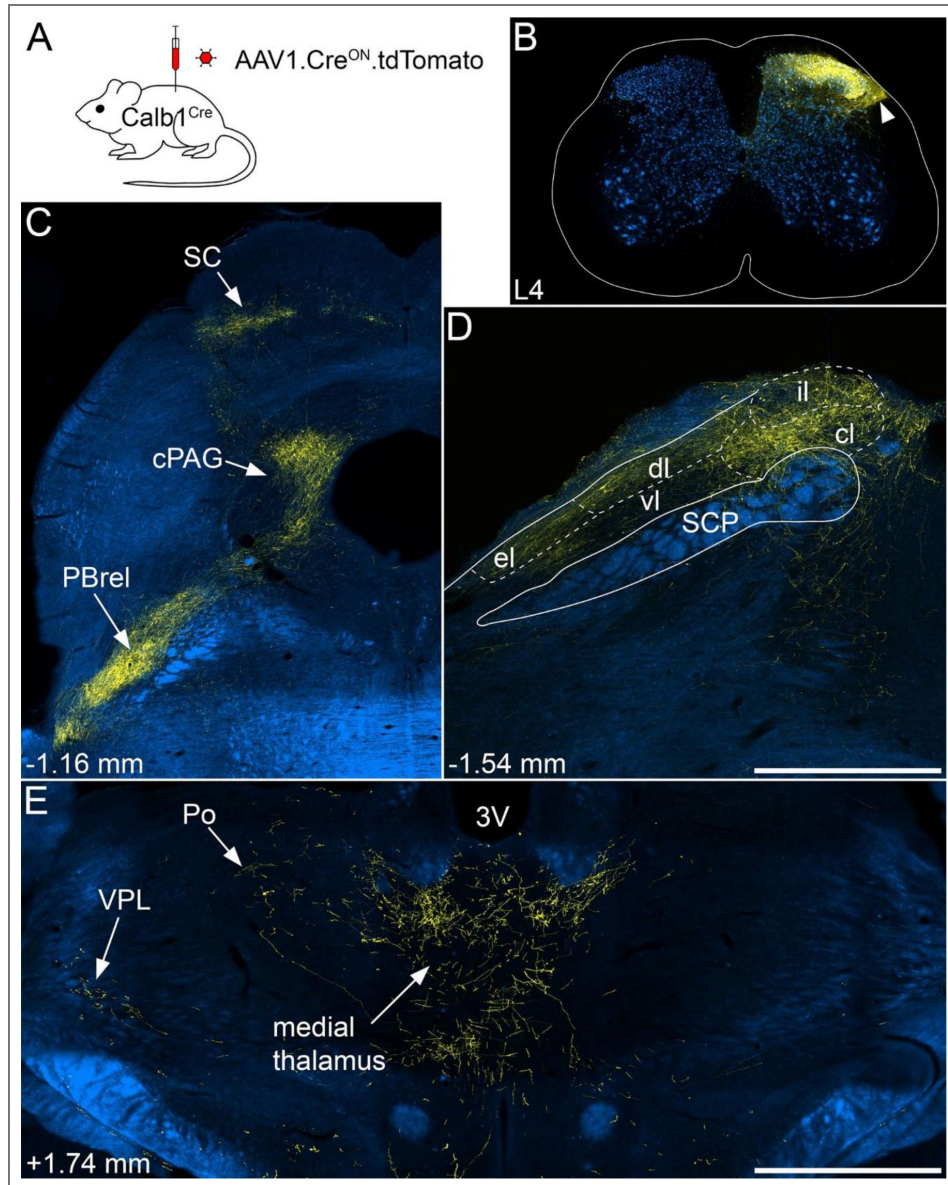 A
AAV1.CreON.tdTomato
Calb1Cre
B
L4
C
SC
cPAG
PBrel
-1.16 mm
D
il
cl
dl
vl
SCP
el
-1.54 mm
E
3V
Po
VPL
medial
thalamus
+1.74 mm